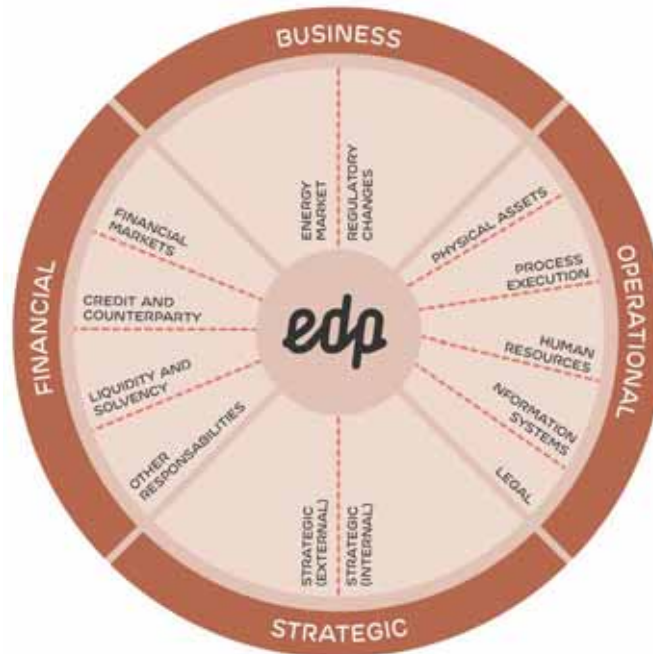 BUSINESS
ENERGY
MARKET
REGULATORY
CHANGES
FINANCIAL
FINANCIAL
MARKETS
CREDIT AND
COUNTERPARTY
LIQUIDITY AND
SOLVENCY
OTHER
RESPONSABILITIES
edp
OPERATIONAL
PHYSICAL ASSETS
PROCESS
EXECUTION
HUMAN
RESOURCES
NFORMATION
SYSTEMS
LEGAL
STRATEGIC
(EXTERNAL)
STRATEGIC
(INTERNAL)
STRATEGIC